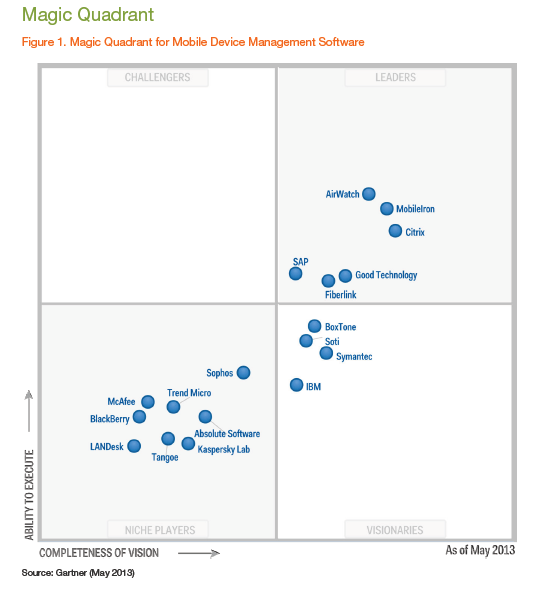 Magic Quadrant
Figure 1. Magic Quadrant for Mobile Device Management Software
CHALLENGERS
LEADERS
AirWatch
MobileIron
Citrix
SAP
Good Technology
Fiberlink
BoxTone
Soti
Symantec
IBM
Sophos
Trend Micro
McAfee
BlackBerry
Absolute Software
LANDesk
Kaspersky Lab
Tangoe
NICHE PLAYERS
VISIONARIES
ABILITY TO EXECUTE
COMPLETENESS OF VISION
As of May 2013
Source: Gartner (May 2013)